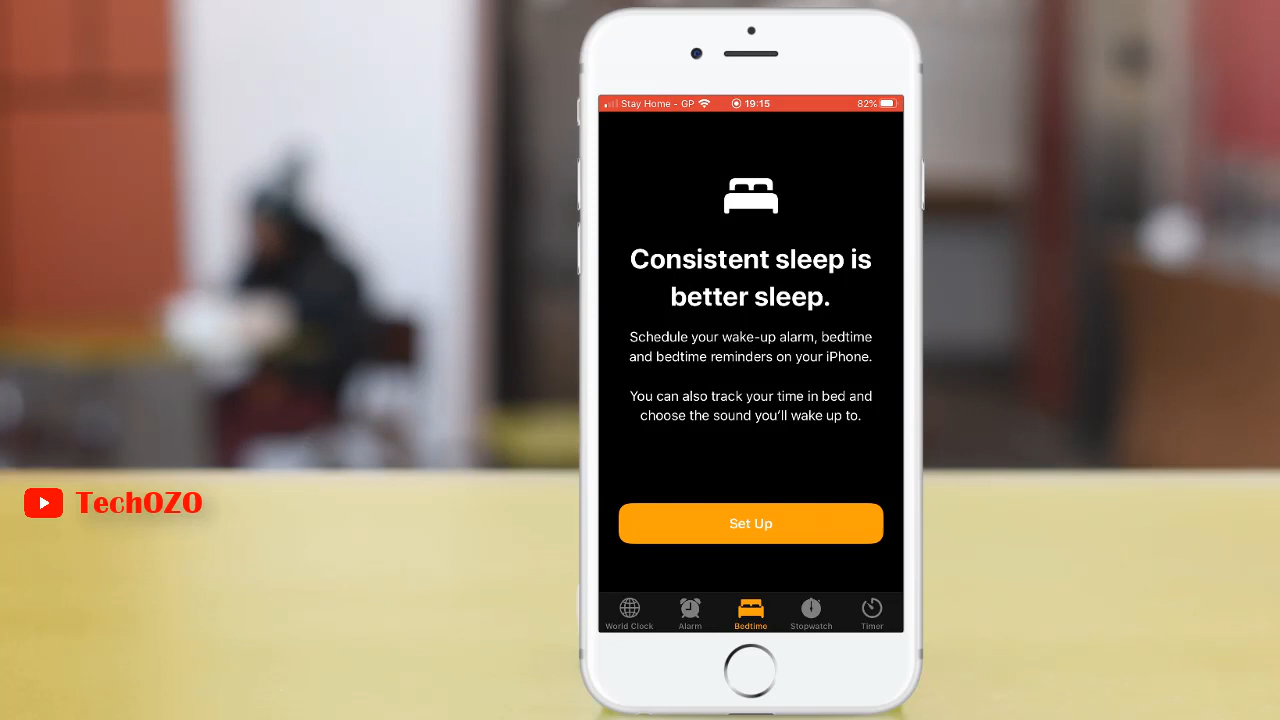 Stay Home - GP
19:15
82%
Consistent sleep is
better sleep.
Schedule your wake-up alarm, bedtime
and bedtime reminders on your iPhone.
You can also track your time in bed and
choose the sound you’ll wake up to.
TechOZO
Set Up
World Clock
Alarm
Bedtime
Stopwatch
Timer